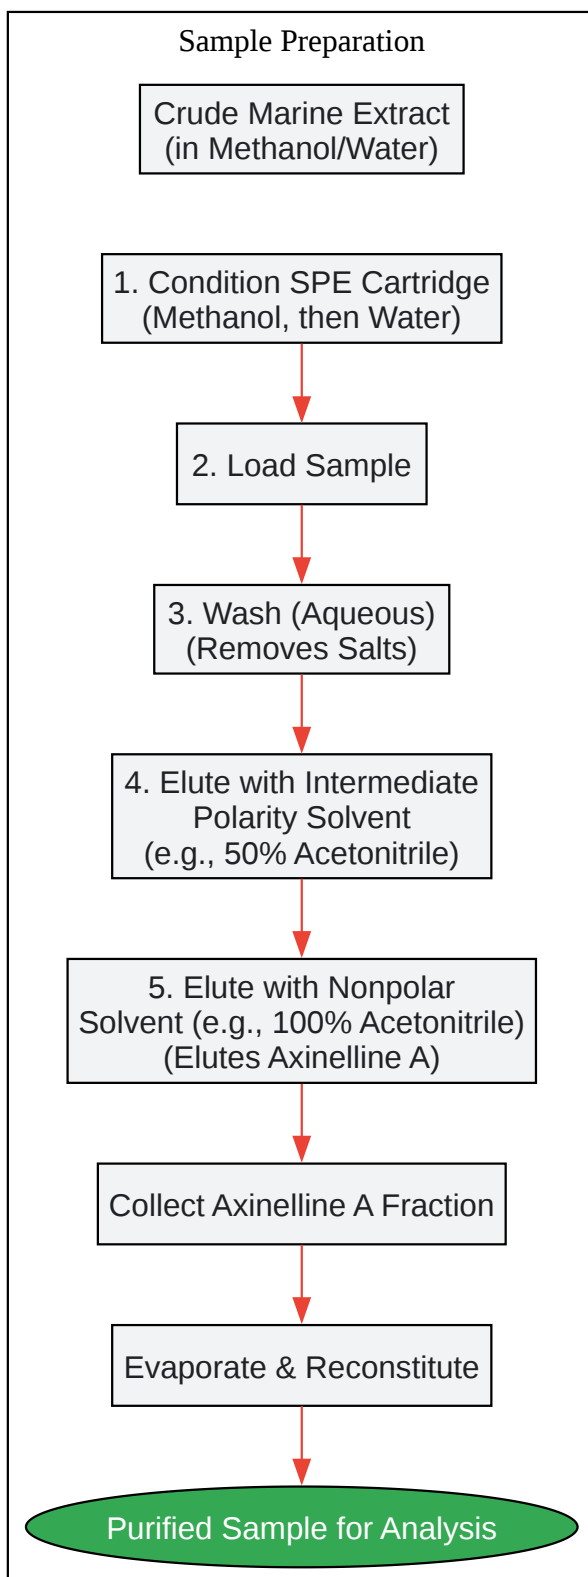 Sample Preparation
Crude Marine Extract
(in Methanol/Water)
1. Condition SPE Cartridge
(Methanol, then Water)
2. Load Sample
3. Wash (Aqueous)
(Removes Salts)
4. Elute with Intermediate
Polarity Solvent
(e.g., 50% Acetonitrile)
5. Elute with Nonpolar
Solvent (e.g., 100% Acetonitrile)
(Elutes Axinelline A)
Collect Axinelline A Fraction
Evaporate & Reconstitute
Purified Sample for Analysis